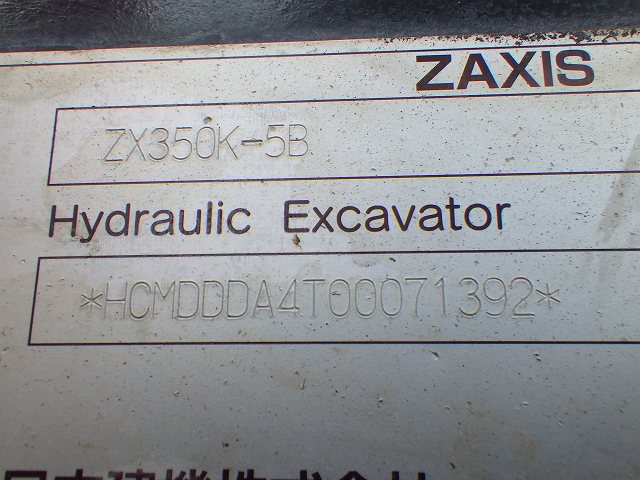 ZAXIS
ZX350K-5B
Hydraulic Excavator
*HCMDDDA4T00071392*